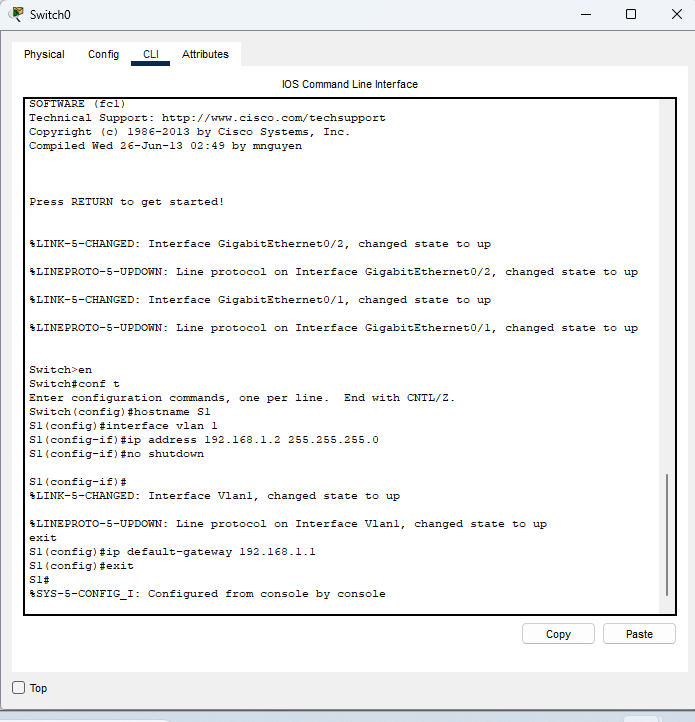 Switch0
Physical Config CLI Attributes
IOS Command Line Interface
SOFTWARE (fc1)
Technical Support: http://www.cisco.com/techsupport
Copyright (c) 1986-2013 by Cisco Systems, Inc.
Compiled Wed 26-Jun-13 02:49 by mnguyen
Press RETURN to get started!
%LINK-5-CHANGED: Interface GigabitEthernet0/2, changed state to up
%LINEPROTO-5-UPDOWN: Line protocol on Interface GigabitEthernet0/2, changed state to up
%LINK-5-CHANGED: Interface GigabitEthernet0/1, changed state to up
%LINEPROTO-5-UPDOWN: Line protocol on Interface GigabitEthernet0/1, changed state to up
Switch>en
Switch#conf t
Enter configuration commands, one per line.  End with CNTL/Z.
Switch(config)#hostname S1
S1(config)#interface vlan 1
S1(config-if)#ip address 192.168.1.2 255.255.255.0
S1(config-if)#no shutdown
S1(config-if)#
%LINK-5-CHANGED: Interface Vlan1, changed state to up
%LINEPROTO-5-UPDOWN: Line protocol on Interface Vlan1, changed state to up
exit
S1(config)#ip default-gateway 192.168.1.1
S1(config)#exit
S1#
%SYS-5-CONFIG_I: Configured from console by console
Copy Paste
Top